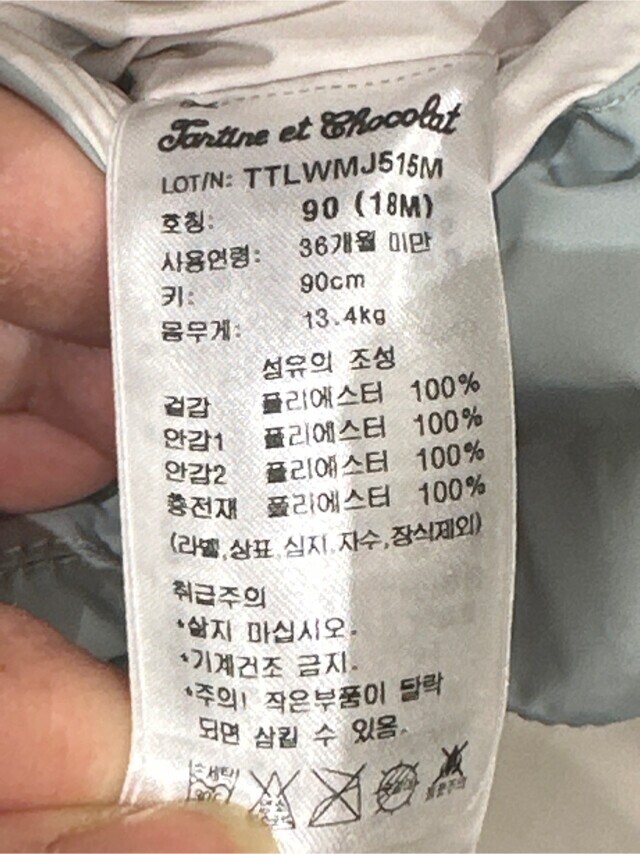 Tartine et Chocolat
LOT/N: TTLWMJ515M
호칭: 90 (18M)
사용연령: 36개월 미만
키: 90cm
몸무게: 13.4kg
섬유의 조성
겉감 폴리에스터 100%
안감1 폴리에스터 100%
안감2 폴리에스터 100%
충전재 폴리에스터 100%
(라벨,상표,심지,자수,장식제외)
취급주의
*삶지 마십시오.
*기계건조 금지.
*주의! 작은부품이 탈락
되면 삼킬 수 있음.